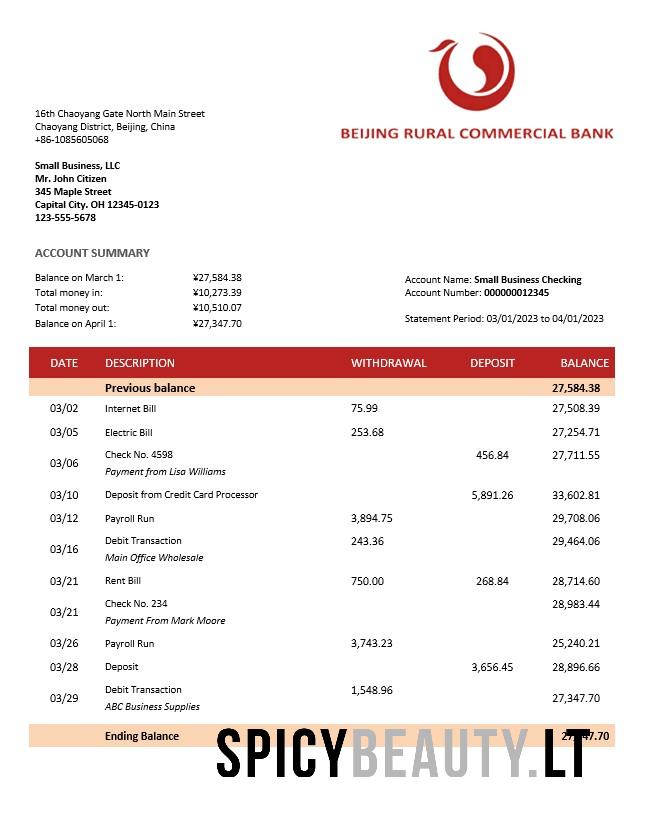 BEIJING RURAL COMMERCIAL BANK
16th Chaoyang Gate North Main Street
Chaoyang District, Beijing, China
+86-1085605068
Small Business, LLC
Mr. John Citizen
345 Maple Street
Capital City. OH 12345-0123
123-555-5678
ACCOUNT SUMMARY
Balance on March 1: ¥27,584.38
Total money in: ¥10,273.39
Total money out: ¥10,510.07
Balance on April 1: ¥27,347.70
Account Name: Small Business Checking
Account Number: 000000012345
Statement Period: 03/01/2023 to 04/01/2023
DATE DESCRIPTION WITHDRAWAL DEPOSIT BALANCE
Previous balance 27,584.38
03/02 Internet Bill 75.99 27,508.39
03/05 Electric Bill 253.68 27,254.71
03/06 Check No. 4598 456.84 27,711.55
Payment from Lisa Williams
03/10 Deposit from Credit Card Processor 5,891.26 33,602.81
03/12 Payroll Run 3,894.75 29,708.06
03/16 Debit Transaction 243.36 29,464.06
Main Office Wholesale
03/21 Rent Bill 750.00 268.84 28,714.60
03/21 Check No. 234 28,983.44
Payment From Mark Moore
03/26 Payroll Run 3,743.23 25,240.21
03/28 Deposit 3,656.45 28,896.66
03/29 Debit Transaction 1,548.96 27,347.70
ABC Business Supplies
Ending Balance
SPICYBEAUTY.LT